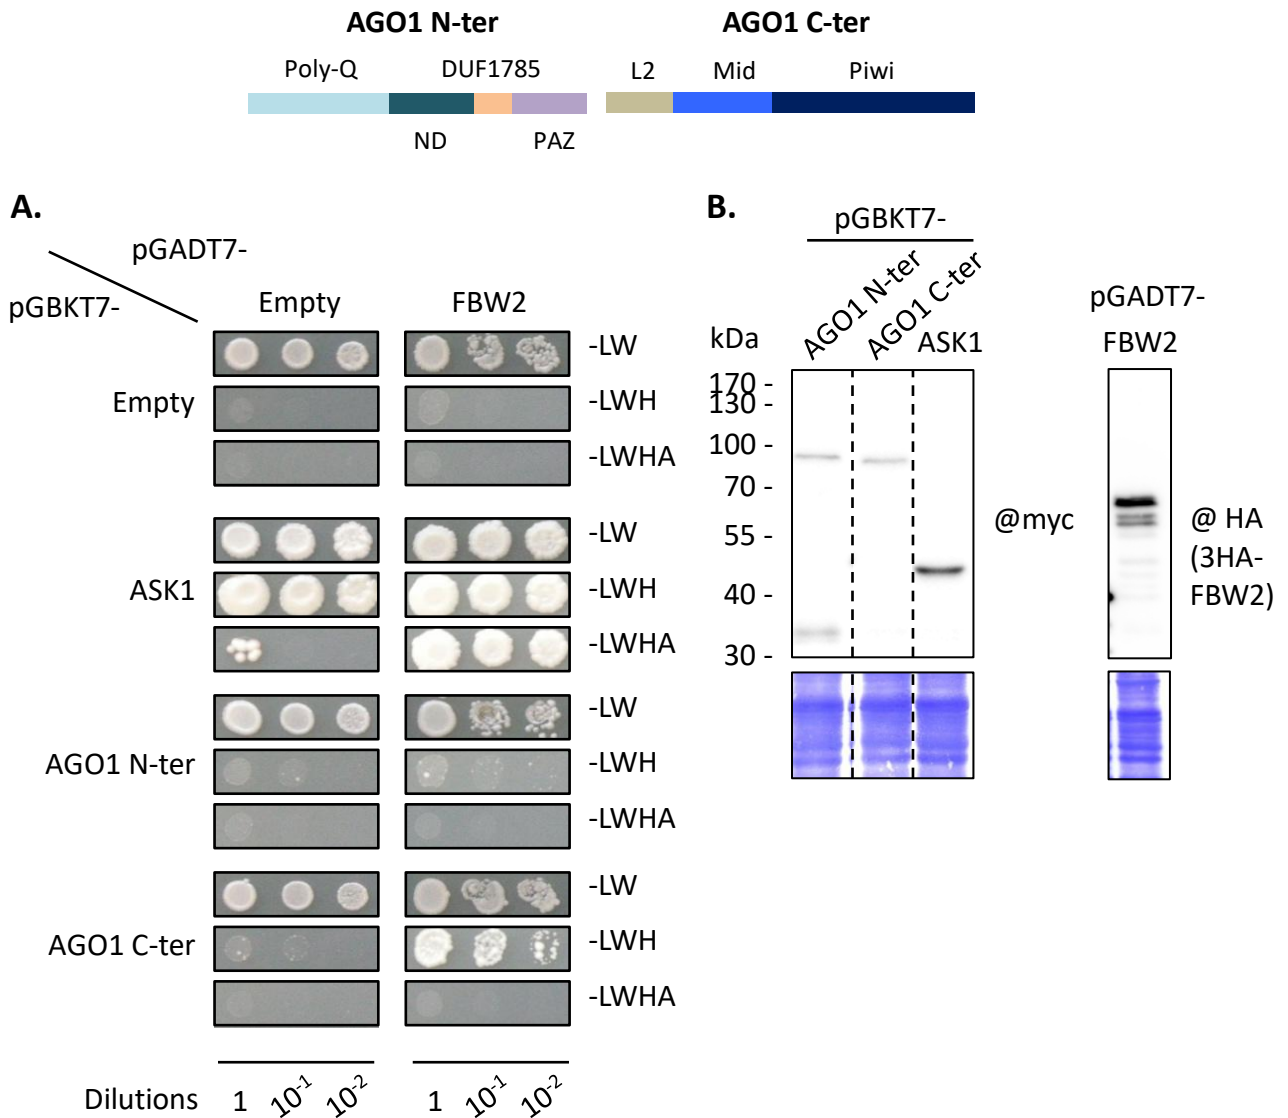 AGO1 N-ter AGO1 C-ter
Poly-Q DUF1785 L2 Mid Piwi
ND PAZ
A.
pGADT7-
pGBKT7-
Empty FBW2
Empty
-LW
-LWH
-LWHA
ASK1
-LW
-LWH
-LWHA
AGO1 N-ter
-LW
-LWH
-LWHA
AGO1 C-ter
-LW
-LWH
-LWHA
Dilutions 1 10-1 10-2 1 10-1 10-2
B.
pGBKT7-
AGO1 N-ter
AGO1 C-ter
ASK1
kDa
170 -
130 -
100 -
70 -
55 -
40 -
30 -
@myc
pGADT7-
FBW2
@ HA
(3HA-
FBW2)